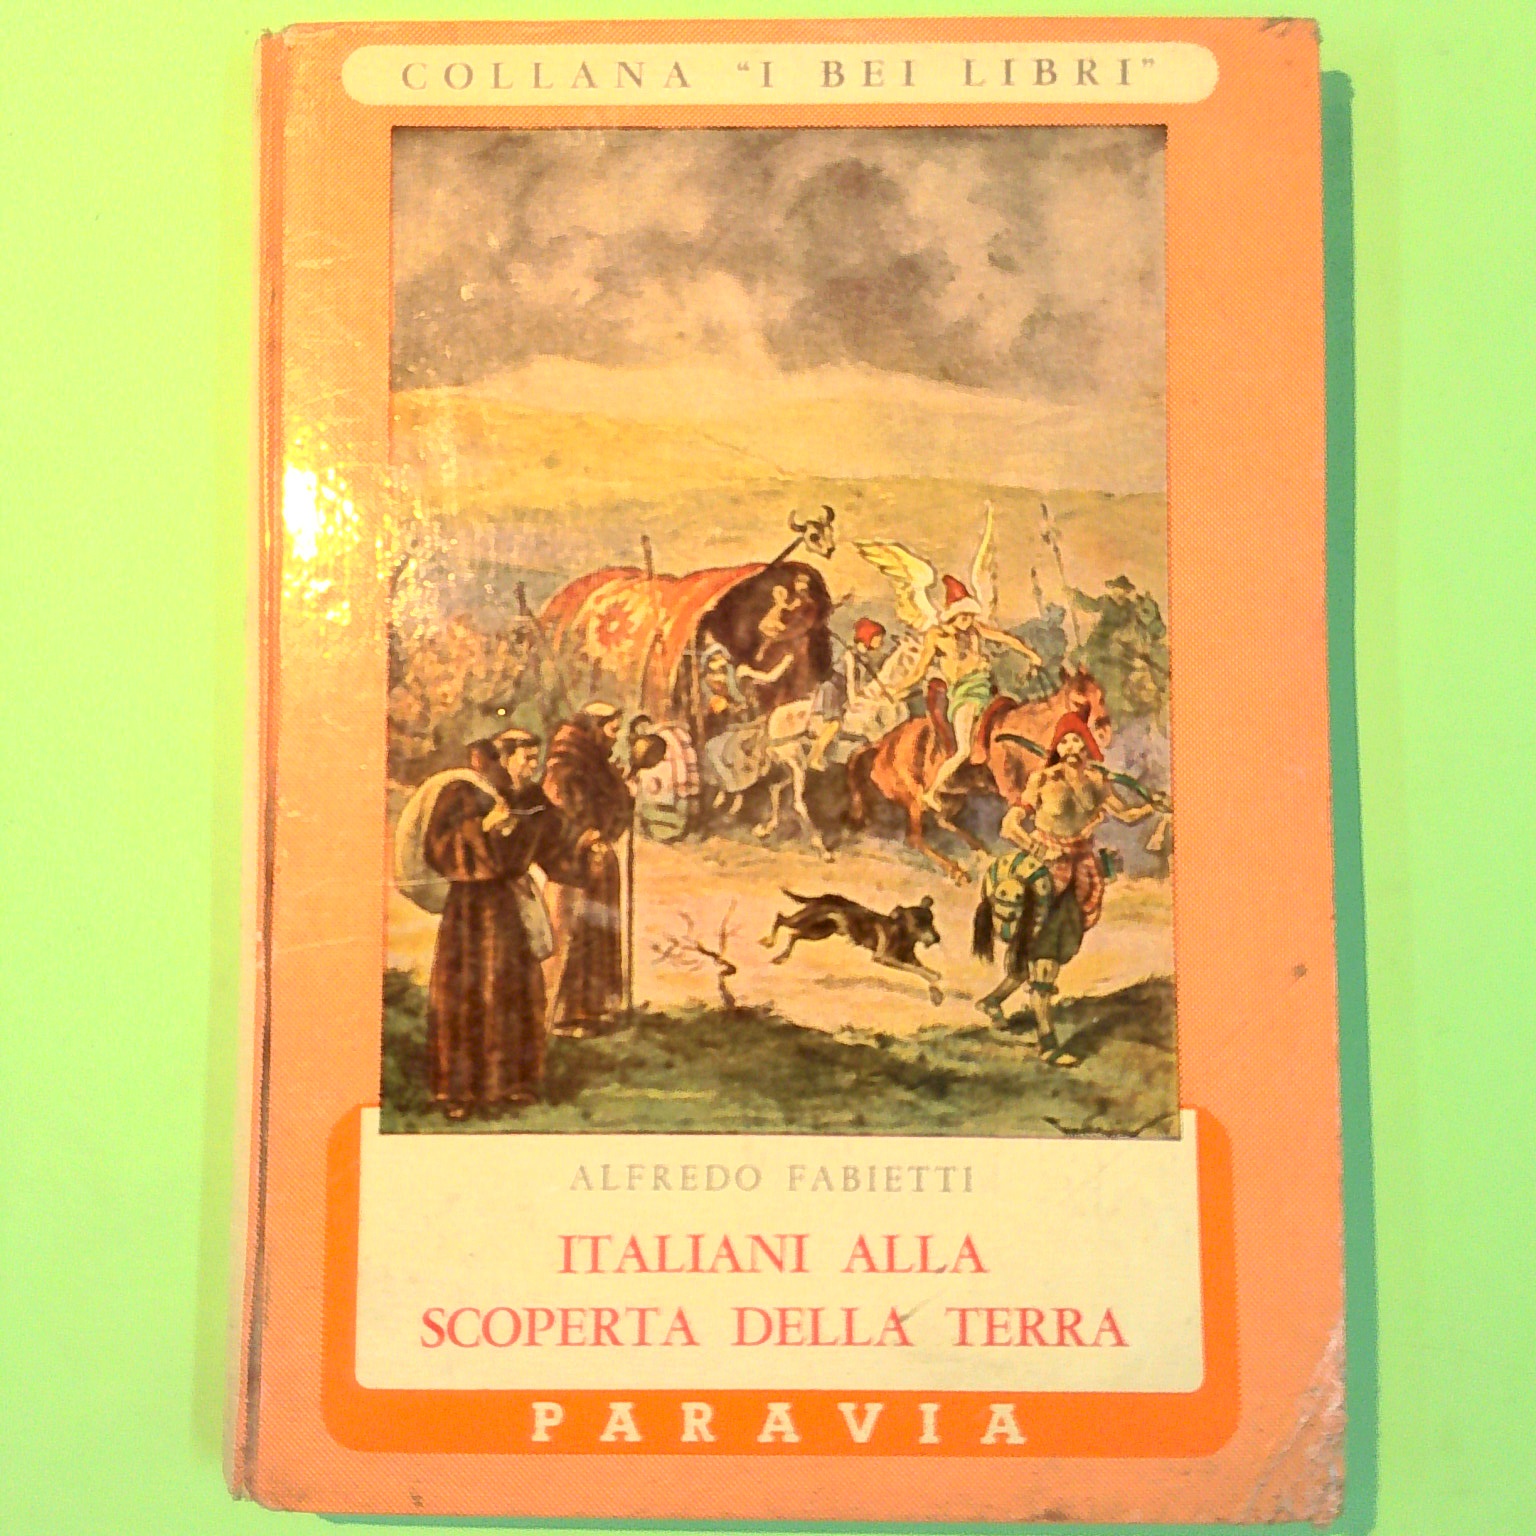 COLLANA "I BEI LIBRI"
ALFREDO FABIETTI
ITALIANI ALLA
SCOPERTA DELLA TERRA
PARAVIA